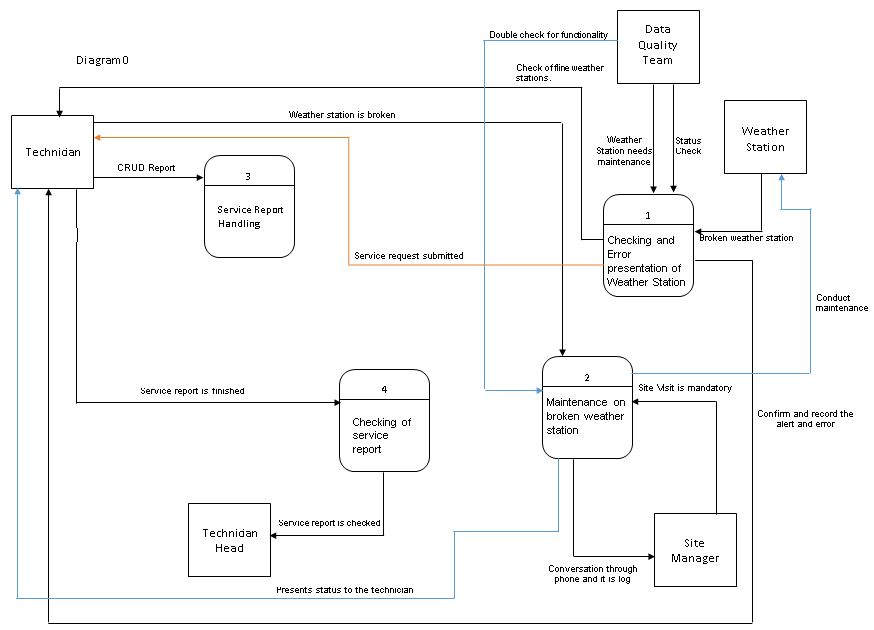 Data
Quality
Team
Double check for functionality
Diagram 0
Check offline weather
stations.
Weather station is broken
Technician
Weather
Station needs
maintenance
Status
Check
Weather
Station
CRUD Report
3
Service Report
Handling
1
Checking and
Error
presentation of
Weather Station
Broken weather station
Service request submitted
Conduct
maintenance
2
Maintenance on
broken weather
station
Site Visit is mandatory
Service report is finished
4
Checking of
service
report
Confirm and record the
alert and error
Technician
Head
Service report is checked
Site
Manager
Conversation through
phone and it is log
Presents status to the technician